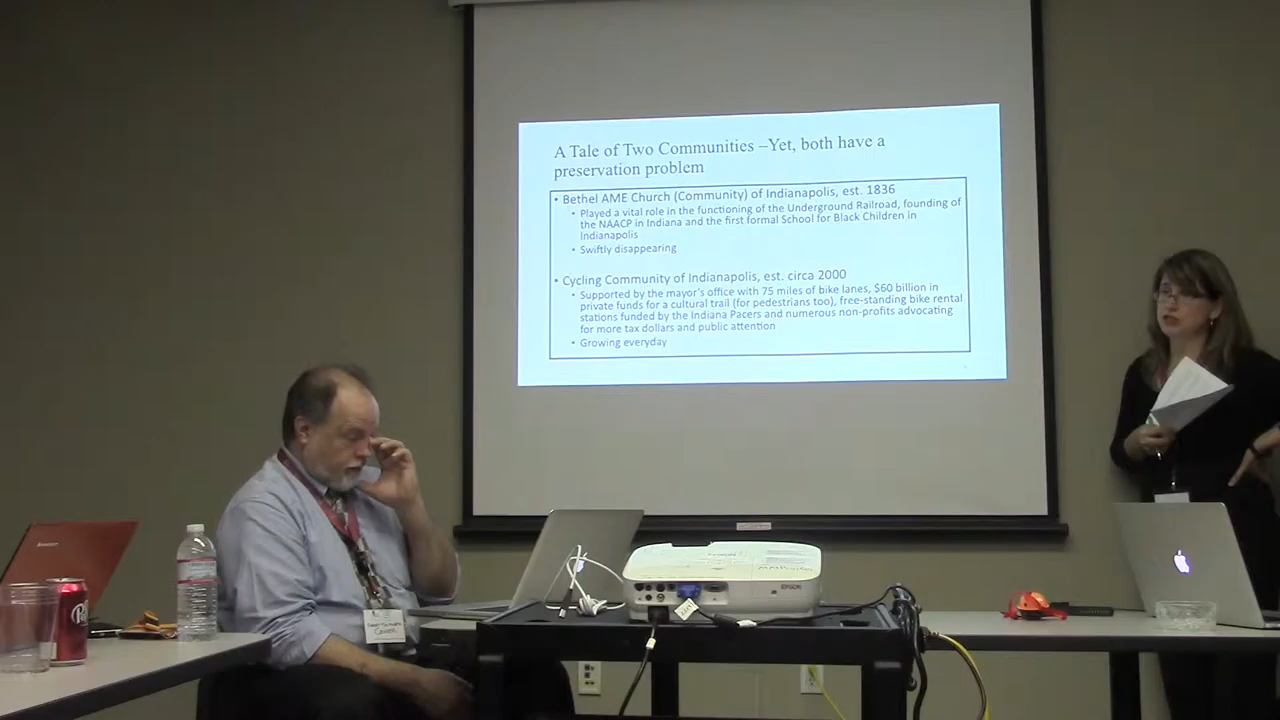 A Tale of Two Communities –Yet, both have a
preservation problem
• Bethel AME Church (Community) of Indianapolis, est. 1836
• Played a vital role in the functioning of the Underground Railroad, founding of
the NAACP in Indiana and the first formal School for Black Children in
Indianapolis
• Swiftly disappearing
• Cycling Community of Indianapolis, est. circa 2000
• Supported by the mayor's office with 75 miles of bike lanes, $60 billion in
private funds for a cultural trail (for pedestrians too), free-standing bike rental
stations funded by the Indiana Pacers and numerous non-profits advocating
for more tax dollars and public attention
• Growing everyday
EPSON